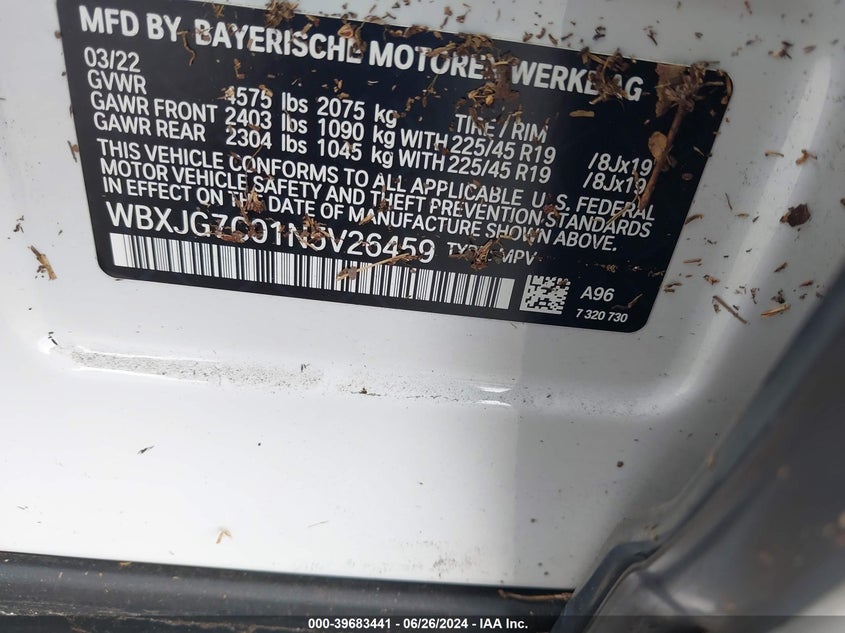 MFD BY BAYERISCHE MOTOREN WERKE AG
03/22
GVWR 4575 lbs 2075 kg TIRE / RIM
GAWR FRONT 2403 lbs 1090 kg WITH 225/45 R19 /8Jx19
GAWR REAR 2304 lbs 1045 kg WITH 225/45 R19 /8Jx19
THIS VEHICLE CONFORMS TO ALL APPLICABLE U.S. FEDERAL
MOTOR VEHICLE SAFETY AND THEFT PREVENTION STANDARDS
IN EFFECT ON THE DATE OF MANUFACTURE SHOWN ABOVE.
TYPE: MPV
A96
7 320 730
000-39683441 - 06/26/2024 - IAA Inc.